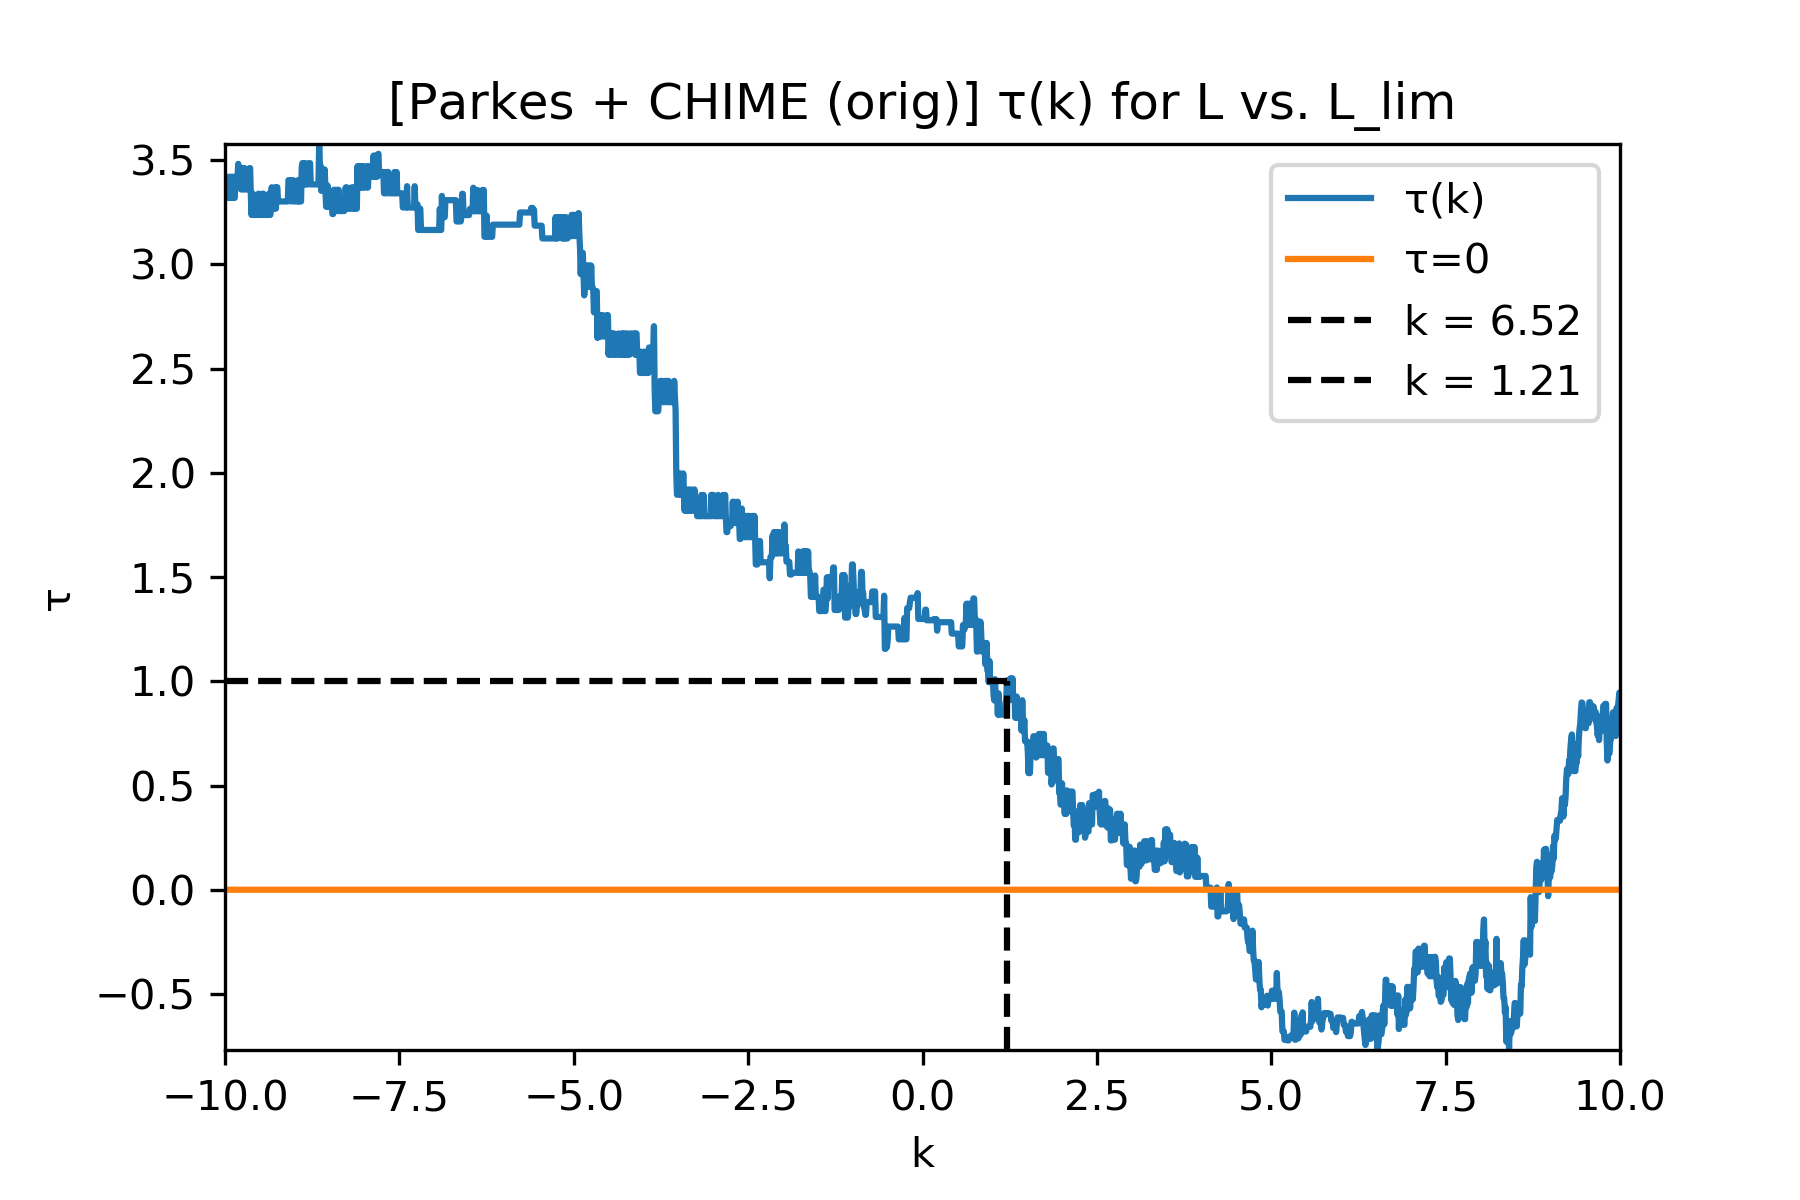 [Parkes + CHIME (orig)] τ(k) for L vs. L_lim
τ(k)
τ=0
k = 6.52
k = 1.21
3.5
3.0
2.5
2.0
1.5
1.0
0.5
0.0
−0.5
τ
−10.0 −7.5 −5.0 −2.5 0.0 2.5 5.0 7.5 10.0
k